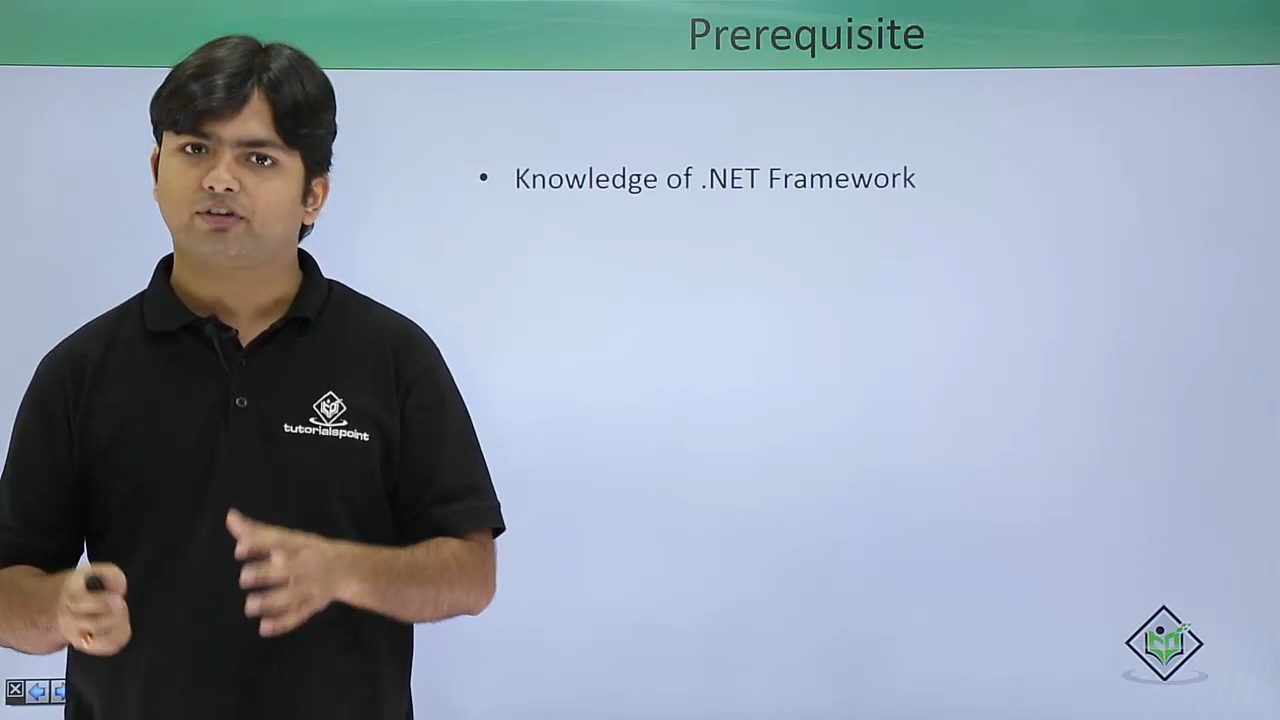 Prerequisite
• Knowledge of .NET Framework
tutorialspoint